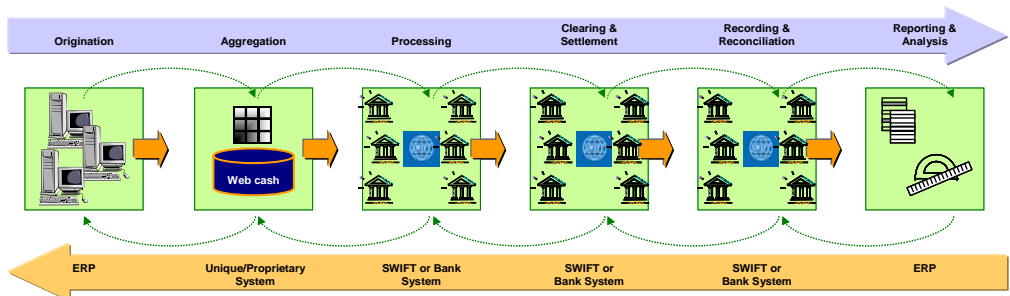 Origination
Aggregation
Processing
Clearing &
Settlement
Recording &
Reconciliation
Reporting &
Analysis
Web cash
ERP
Unique/Proprietary
System
SWIFT or Bank
System
SWIFT or
Bank System
SWIFT or
Bank System
ERP